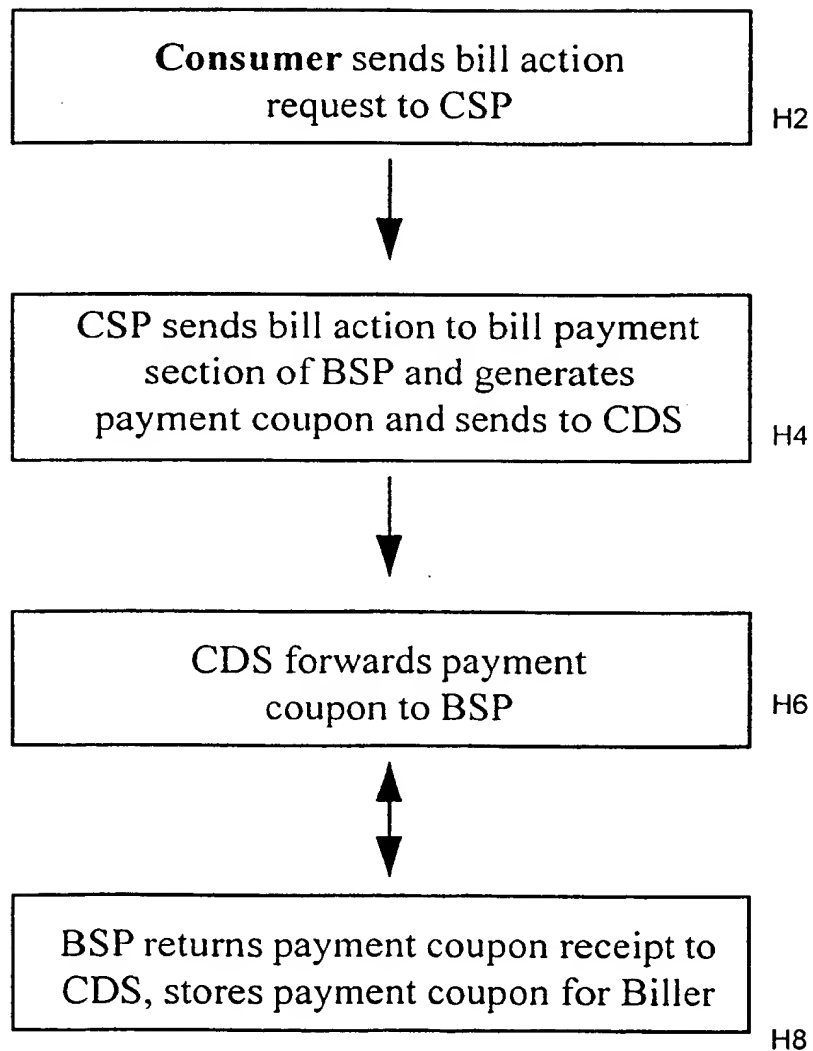 Consumer sends bill action
request to CSP
H2
CSP sends bill action to bill payment
section of BSP and generates
payment coupon and sends to CDS
H4
CDS forwards payment
coupon to BSP
H6
BSP returns payment coupon receipt to
CDS, stores payment coupon for Biller
H8